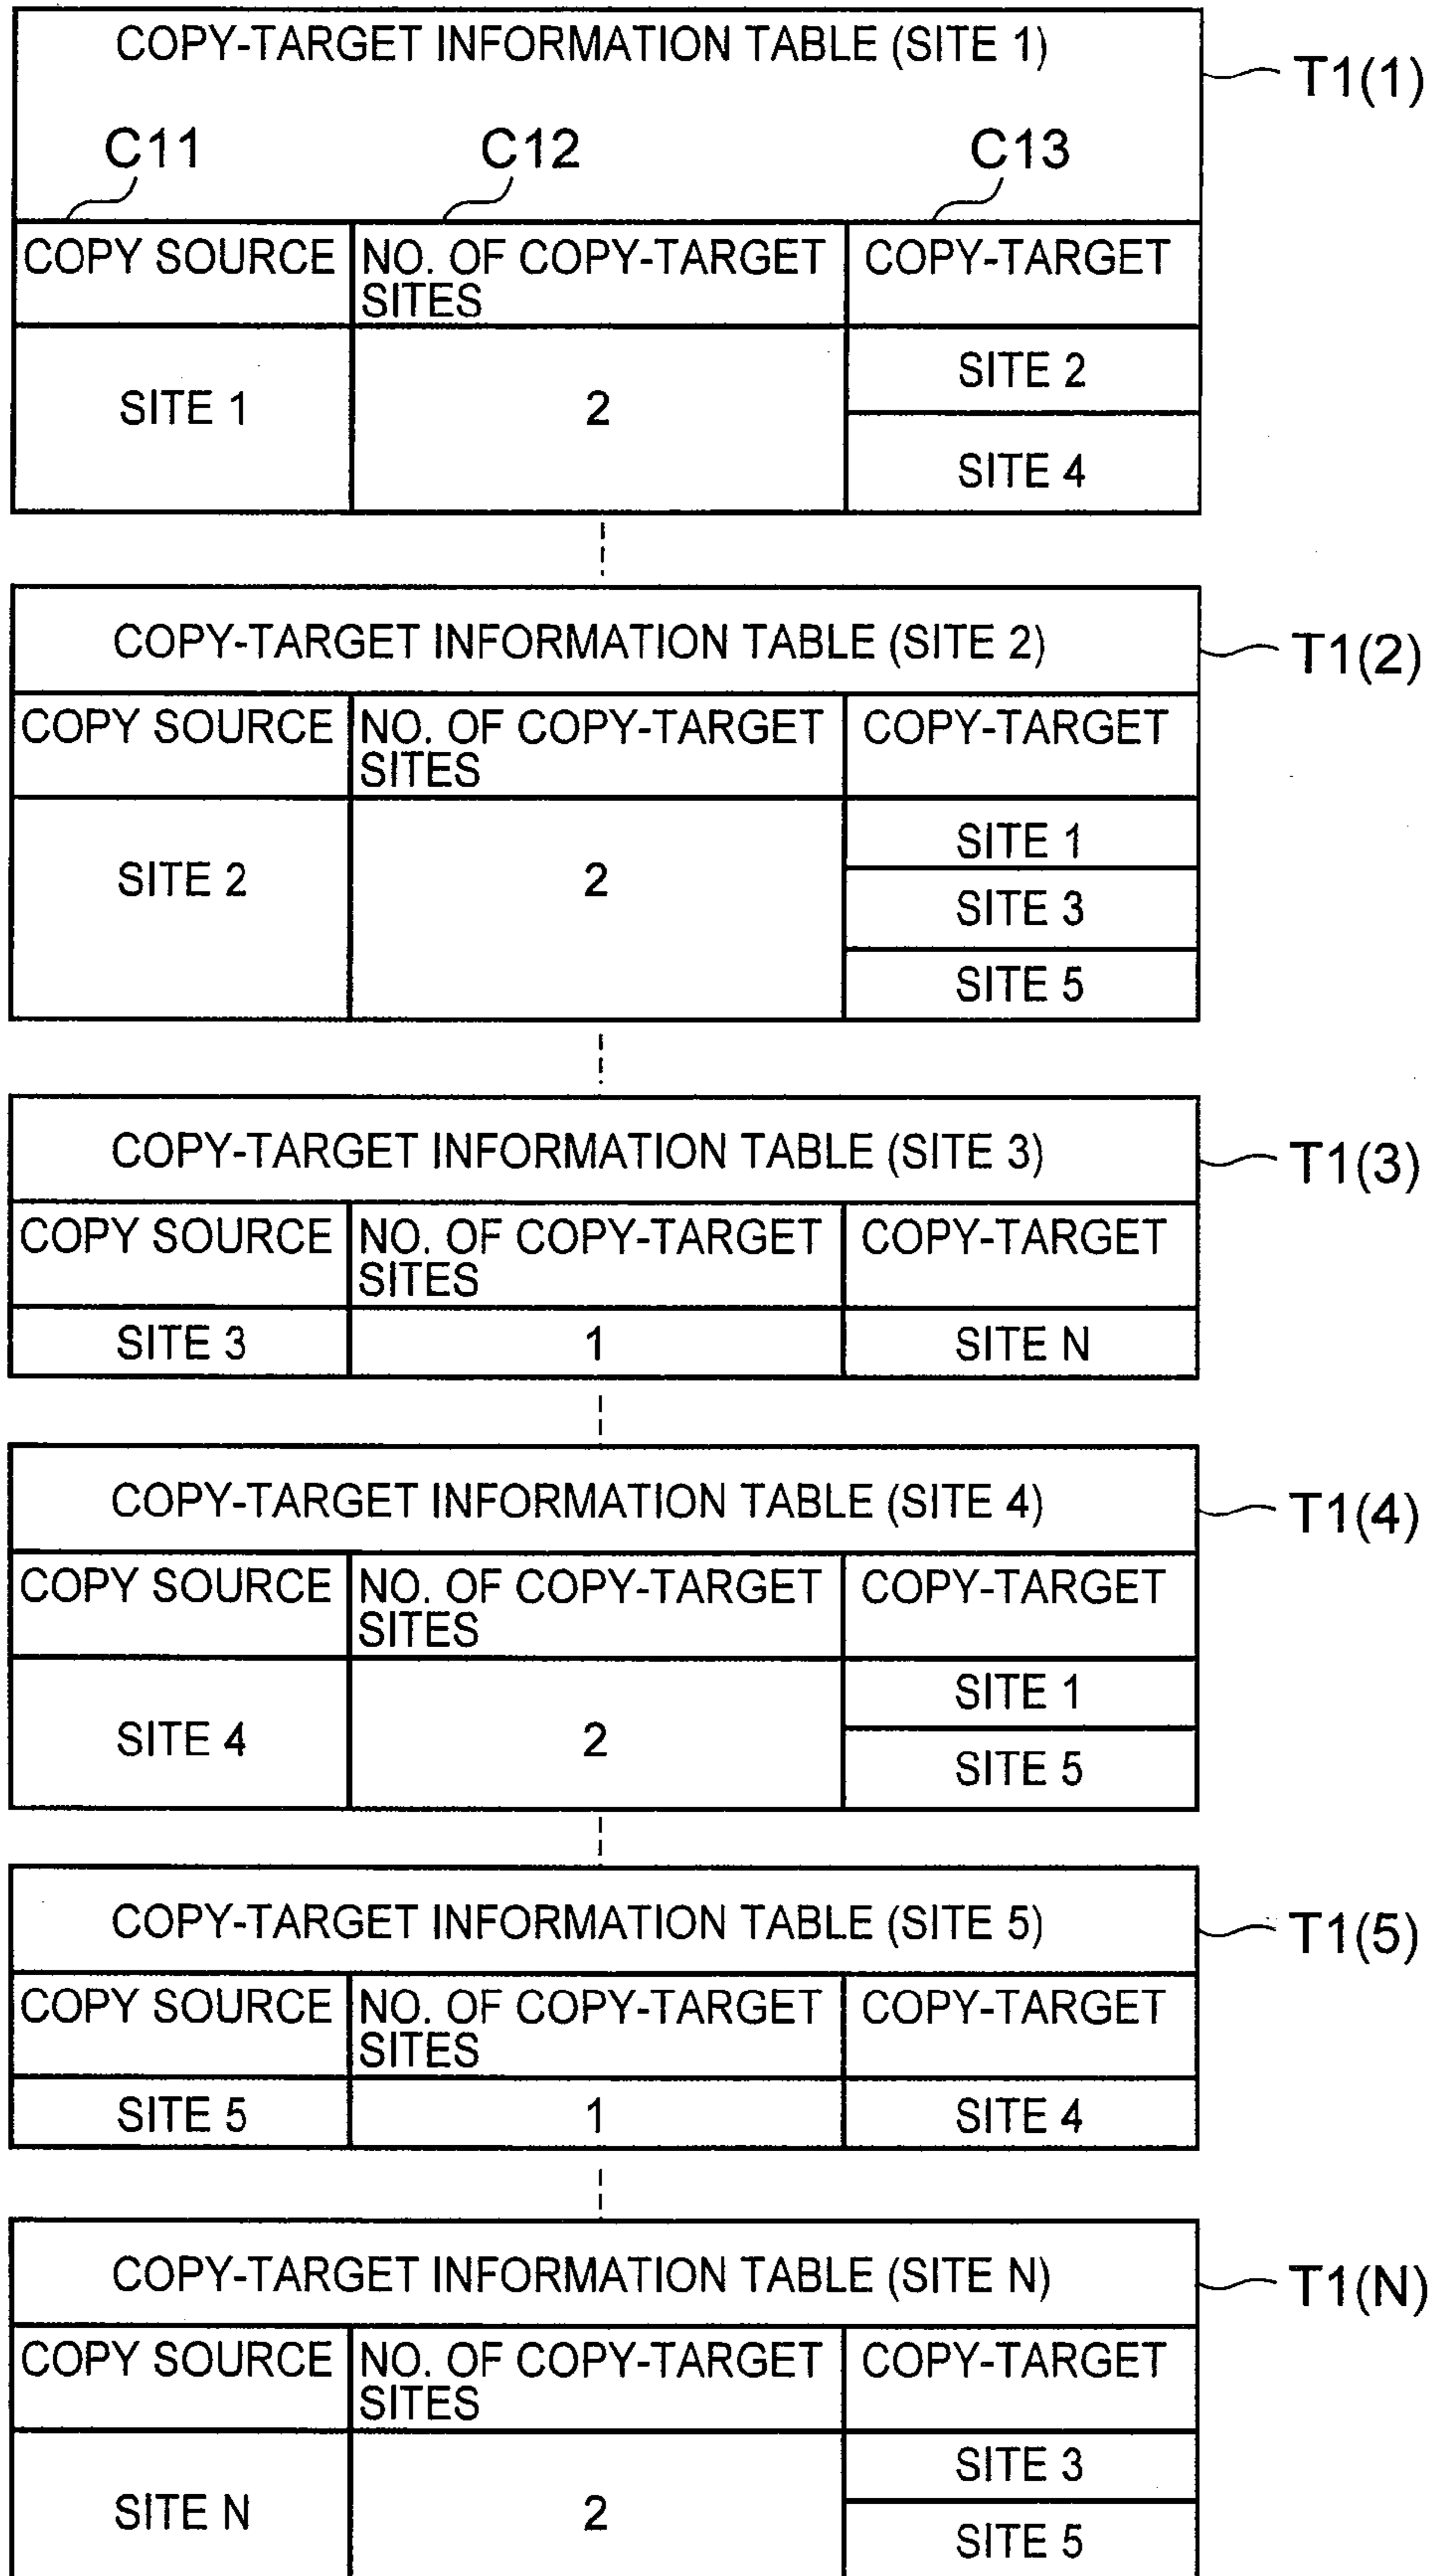 COPY-TARGET INFORMATION TABLE (SITE 1)
T1(1)
C11 C12 C13
COPY SOURCE NO. OF COPY-TARGET COPY-TARGET
SITES
SITE 2
SITE 1 2
SITE 4
COPY-TARGET INFORMATION TABLE (SITE 2)
T1(2)
COPY SOURCE NO. OF COPY-TARGET COPY-TARGET
SITES
SITE 1
SITE 2 2
SITE 3
SITE 5
COPY-TARGET INFORMATION TABLE (SITE 3)
T1(3)
COPY SOURCE NO. OF COPY-TARGET COPY-TARGET
SITES
SITE 3 1 SITE N
COPY-TARGET INFORMATION TABLE (SITE 4)
T1(4)
COPY SOURCE NO. OF COPY-TARGET COPY-TARGET
SITES
SITE 1
SITE 4 2
SITE 5
COPY-TARGET INFORMATION TABLE (SITE 5)
T1(5)
COPY SOURCE NO. OF COPY-TARGET COPY-TARGET
SITES
SITE 5 1 SITE 4
COPY-TARGET INFORMATION TABLE (SITE N)
T1(N)
COPY SOURCE NO. OF COPY-TARGET COPY-TARGET
SITES
SITE 3
SITE N 2
SITE 5